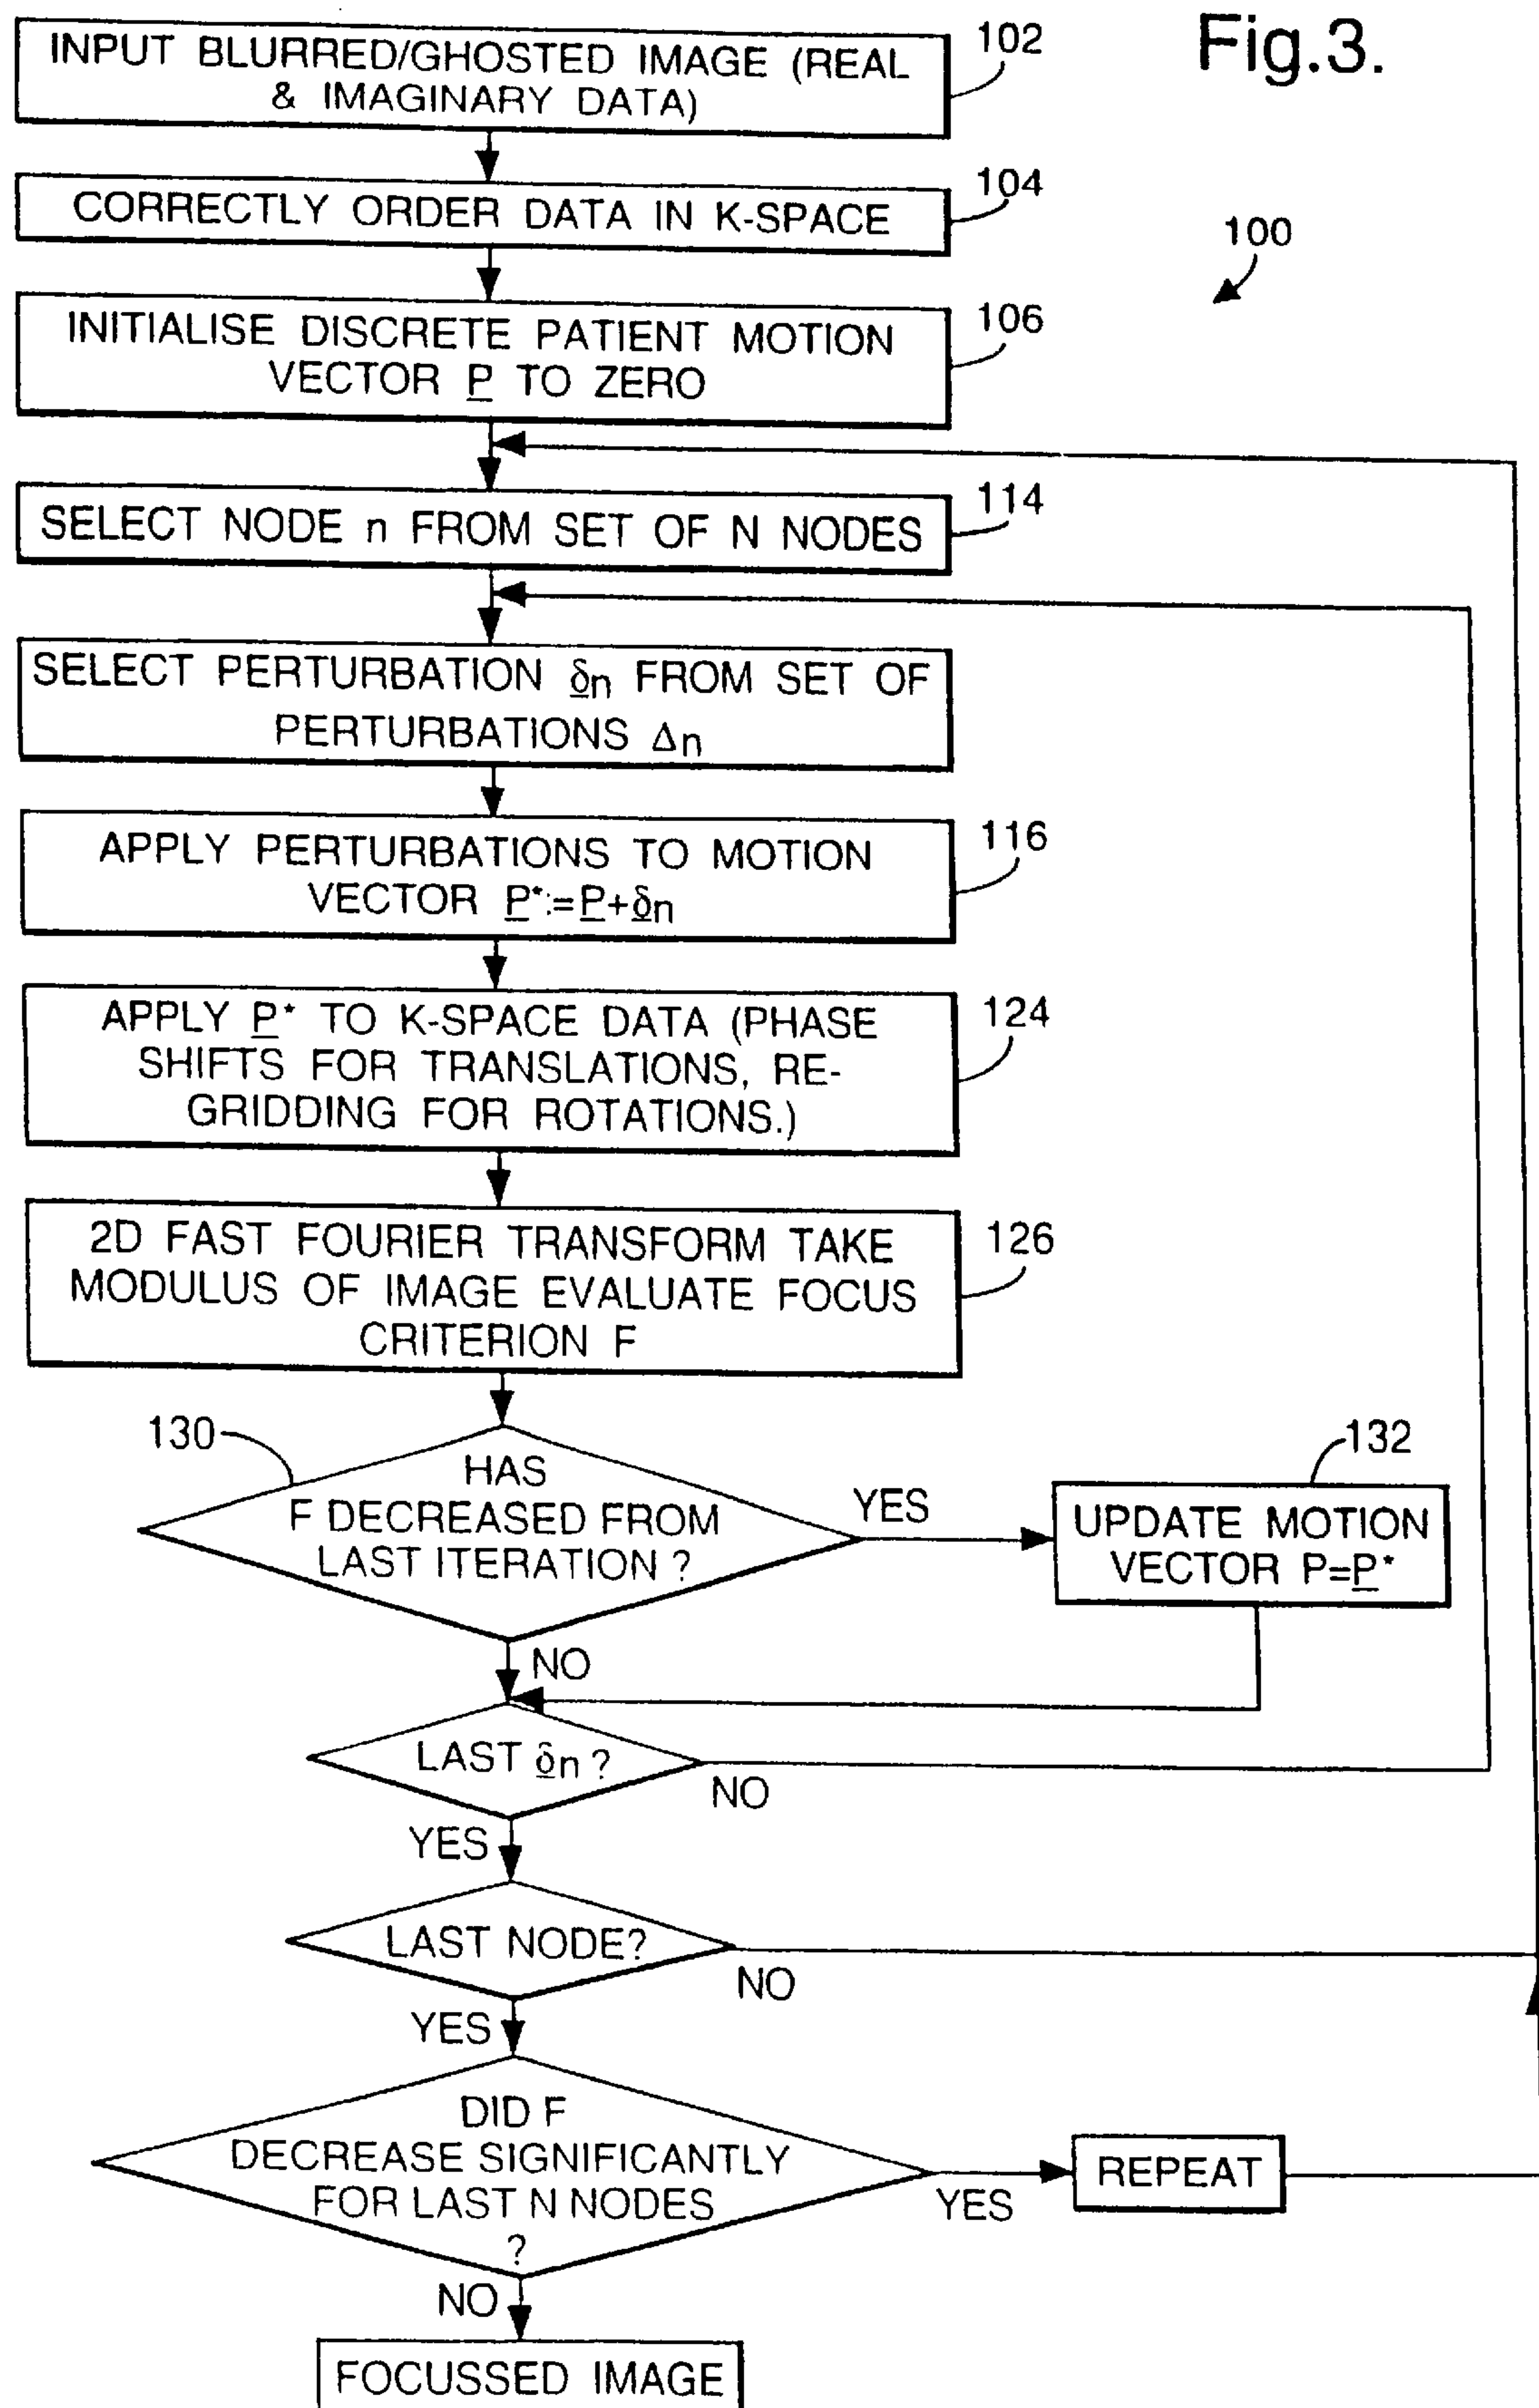 Fig.3.
INPUT BLURRED/GHOSTED IMAGE (REAL
& IMAGINARY DATA)
102
CORRECTLY ORDER DATA IN K-SPACE
104
100
INITIALISE DISCRETE PATIENT MOTION
VECTOR P TO ZERO
106
SELECT NODE n FROM SET OF N NODES
114
SELECT PERTURBATION δn FROM SET OF
PERTURBATIONS Δn
APPLY PERTURBATIONS TO MOTION
VECTOR P*:=P+δn
116
APPLY P* TO K-SPACE DATA (PHASE
SHIFTS FOR TRANSLATIONS, RE-
GRIDDING FOR ROTATIONS.)
124
2D FAST FOURIER TRANSFORM TAKE
MODULUS OF IMAGE EVALUATE FOCUS
CRITERION F
126
130
HAS
F DECREASED FROM
LAST ITERATION ?
YES
132
UPDATE MOTION
VECTOR P=P*
NO
LAST δn ?
NO
YES
LAST NODE?
NO
YES
DID F
DECREASE SIGNIFICANTLY
FOR LAST N NODES
?
YES
REPEAT
NO
FOCUSSED IMAGE